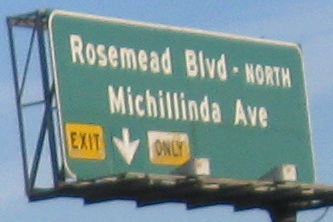 Rosemead Blvd - NORTH
Michillinda Ave
EXIT ONLY